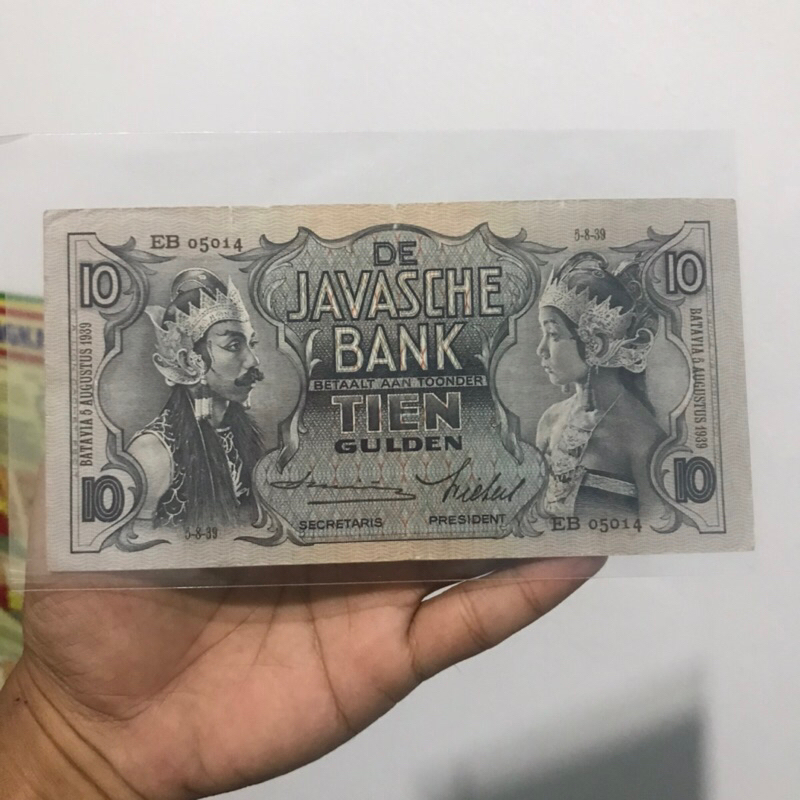 EB 05014
5-8-39
10
10
DE
JAVASCHE
BANK
BETAALT AAN TOONDER
TIEN
GULDEN
BATAVIA 5 AUGUSTUS 1939
BATAVIA 5 AUGUSTUS 1939
10
10
SECRETARIS
PRESIDENT
5-8-39
EB 05014